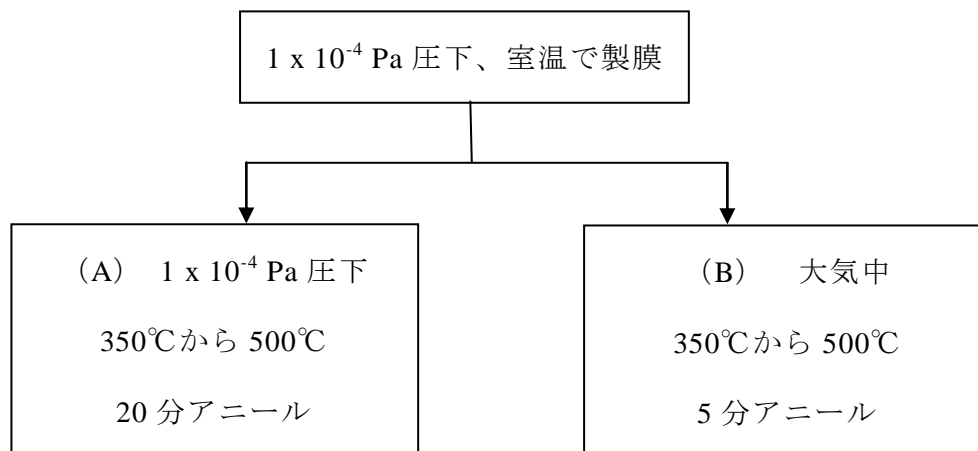 1 x 10⁻⁴ Pa 圧下、室温で製膜
（A） 1 x 10⁻⁴ Pa 圧下
350℃から 500℃
20 分アニール
（B） 大気中
350℃から 500℃
5 分アニール